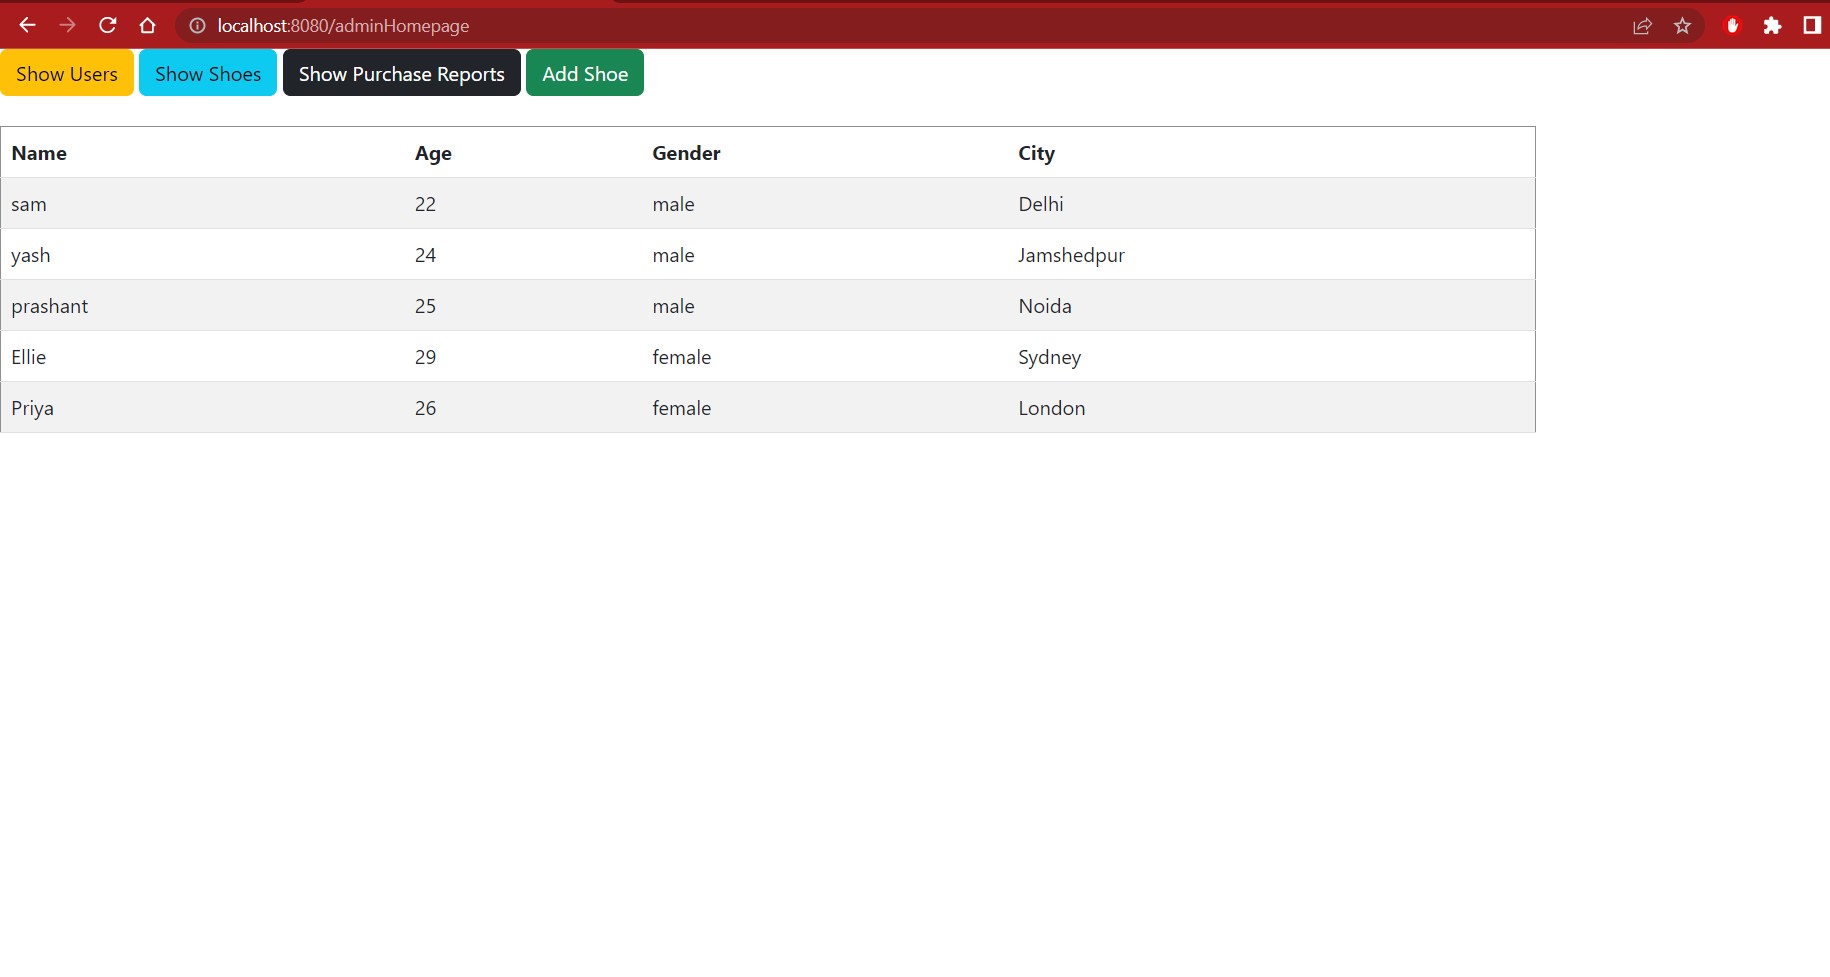 localhost:8080/adminHomepage
Show Users Show Shoes Show Purchase Reports Add Shoe
Name Age Gender City
sam 22 male Delhi
yash 24 male Jamshedpur
prashant 25 male Noida
Ellie 29 female Sydney
Priya 26 female London